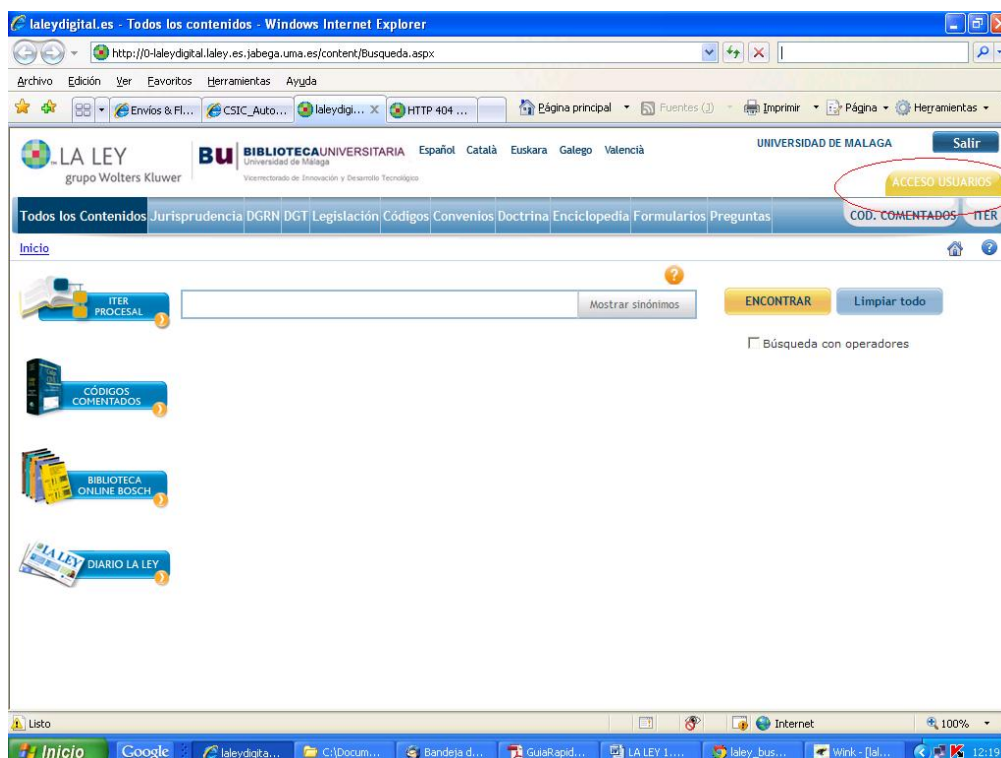 laleydigital.es - Todos los contenidos - Windows Internet Explorer
http://0-laleydigital.laley.es.jabega.uma.es/content/Busqueda.aspx
Archivo Edición Ver Favoritos Herramientas Ayuda
Envíos & Fl... CSIC_Auto... laleydigi... X HTTP 404 ... Página principal Fuentes (J) Imprimir Página Herramientas
LA LEY
grupo Wolters Kluwer
BU BIBLIOTECAUNIVERSITARIA
Universidad de Málaga
Vicerrectorado de Innovación y Desarrollo Tecnológico
Español Català Euskara Galego Valencià
UNIVERSIDAD DE MALAGA
Salir
ACCESO USUARIOS
Todos los Contenidos Jurisprudencia DGRN DGT Legislación Códigos Convenios Doctrina Enciclopedia Formularios Preguntas COD. COMENTADOS ITER
Inicio
ITER
PROCESAL
Mostrar sinónimos
ENCONTRAR
Limpiar todo
Búsqueda con operadores
CÓDIGOS
COMENTADOS
BIBLIOTECA
ONLINE BOSCH
LA LEY
DIARIO LA LEY
Listo
Internet
100%
Inicio Google laleydigita... C:\Docum... Bandeja d... GuiaRapid... LA LEY 1.... laley_bus... Wink - [lal... 12:19